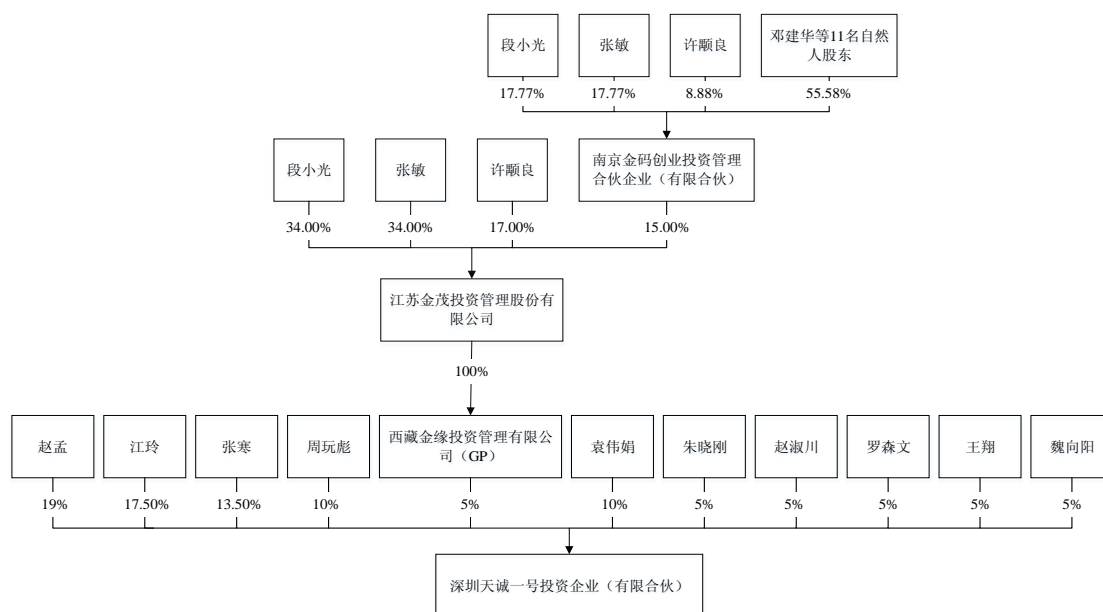 段小光
张敏
许颙良
邓建华等11名自然
人股东
17.77%
17.77%
8.88%
55.58%
段小光
张敏
许颙良
南京金码创业投资管理
合伙企业（有限合伙）
34.00%
34.00%
17.00%
15.00%
江苏金茂投资管理股份有
限公司
100%
赵孟
江玲
张寒
周玩彪
西藏金缘投资管理有限公
司（GP）
袁伟娟
朱晓刚
赵淑川
罗森文
王翔
魏向阳
19%
17.50%
13.50%
10%
5%
10%
5%
5%
5%
5%
5%
深圳天诚一号投资企业（有限合伙）